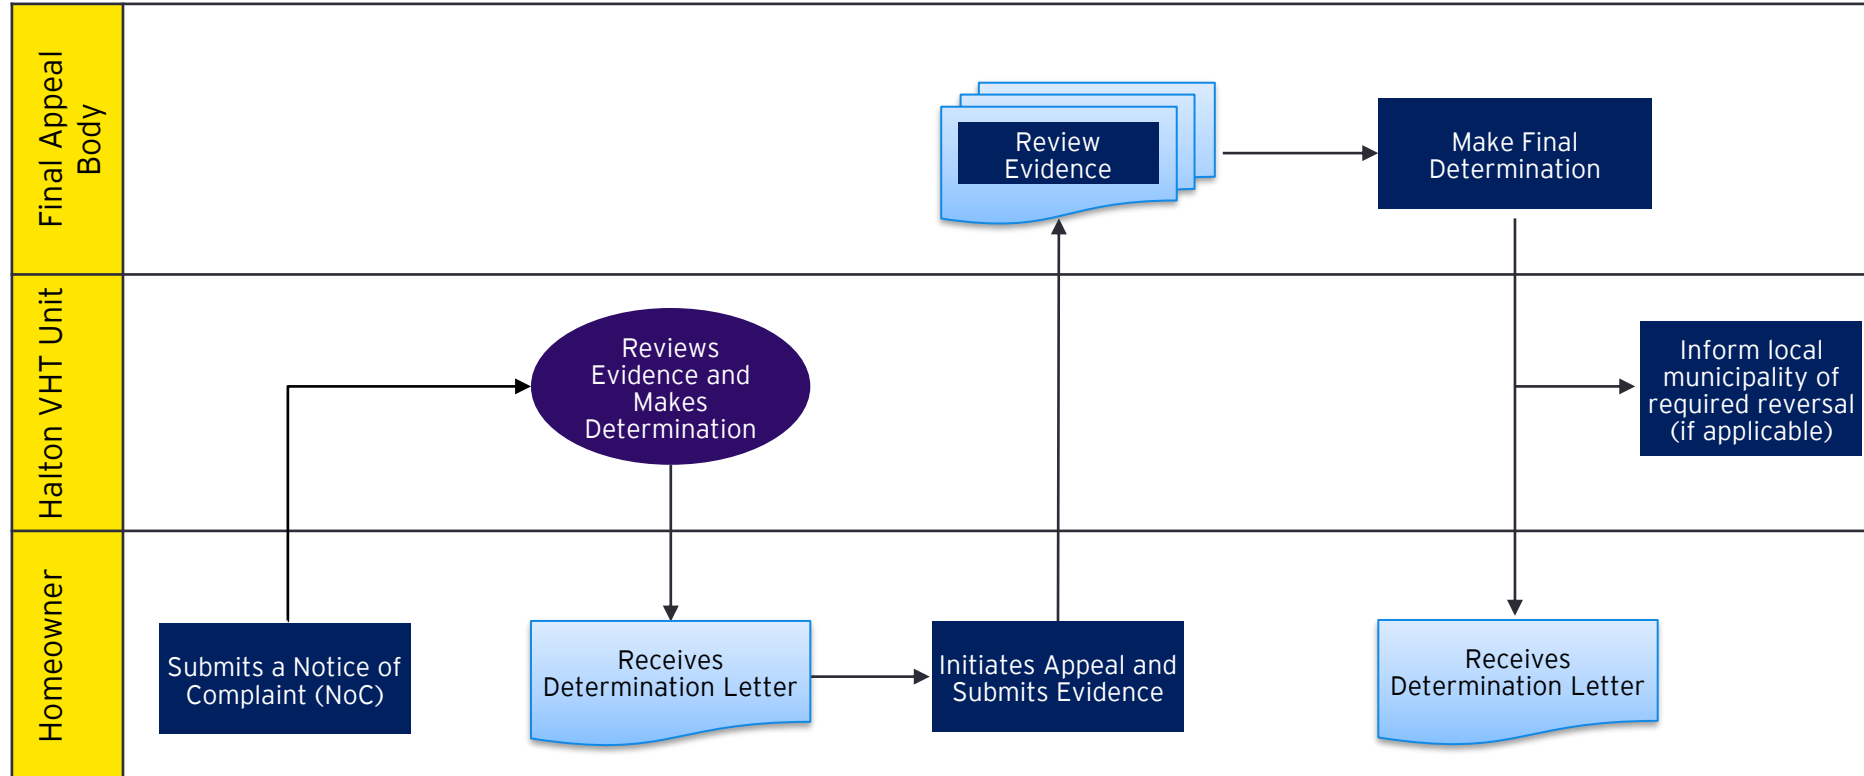 Final Appeal
Body
Review
Evidence
Make Final
Determination
Halton VHT Unit
Reviews
Evidence and
Makes
Determination
Inform local
municipality of
required reversal
(if applicable)
Homeowner
Submits a Notice of
Complaint (NoC)
Receives
Determination Letter
Initiates Appeal and
Submits Evidence
Receives
Determination Letter